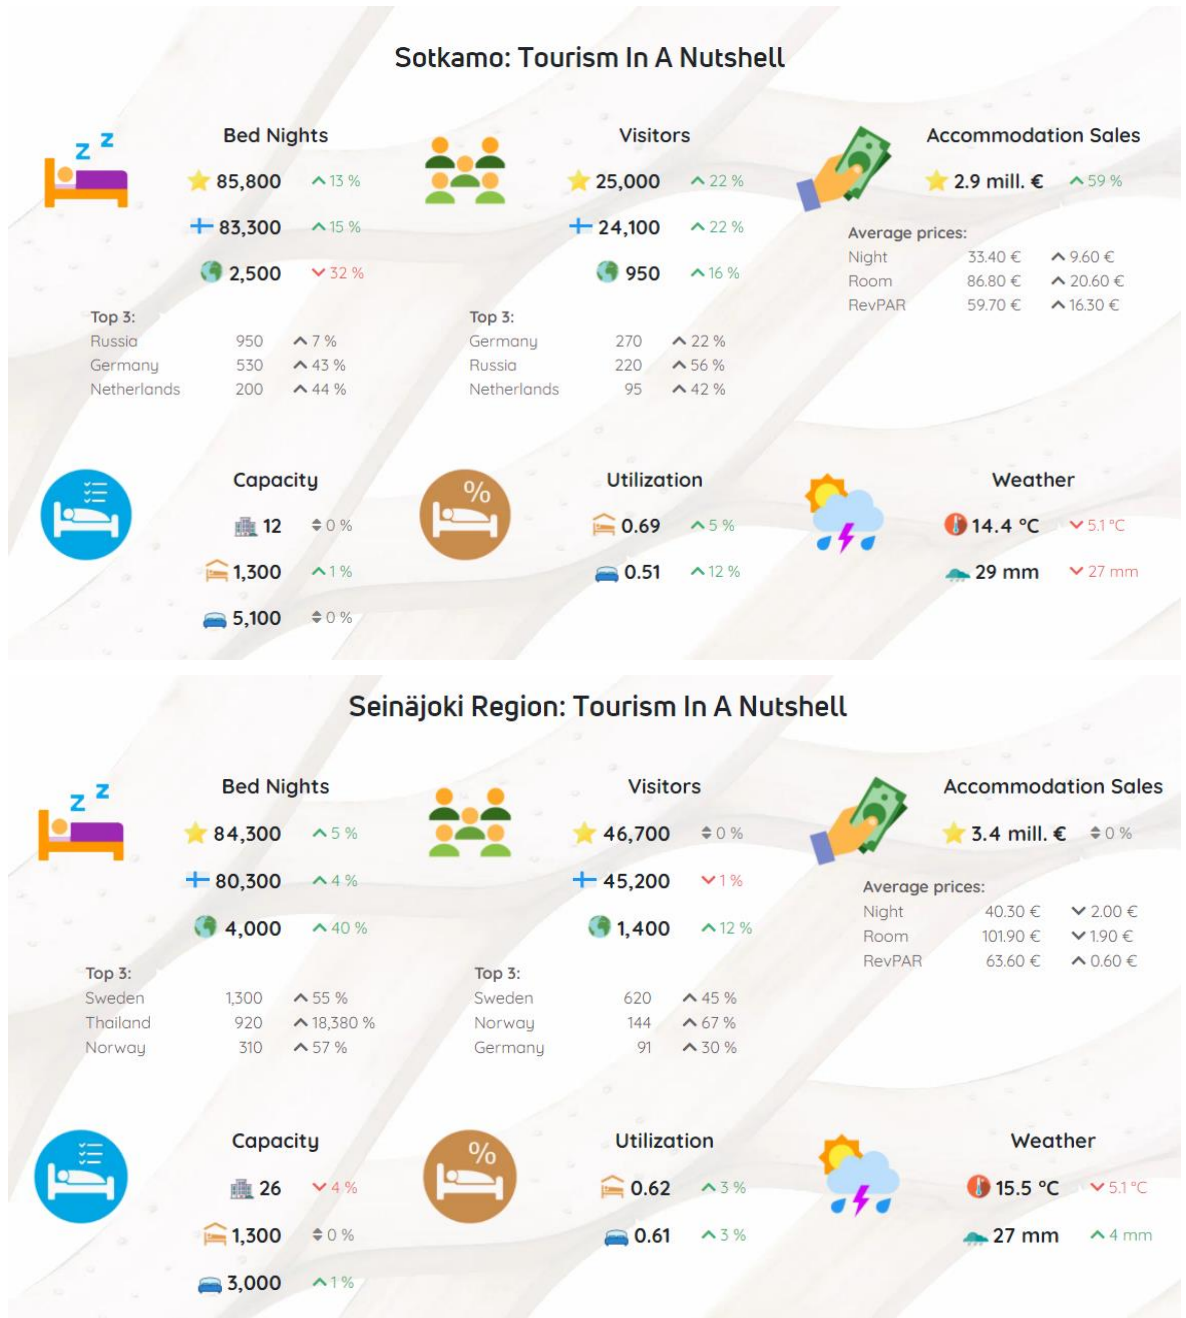 Sotkamo: Tourism In A Nutshell
z z
Bed Nights
85,800 13 %
83,300 15 %
2,500 32 %
Top 3:
Russia 950 7 %
Germany 530 43 %
Netherlands 200 44 %
Visitors
25,000 22 %
24,100 22 %
950 16 %
Top 3:
Germany 270 22 %
Russia 220 56 %
Netherlands 95 42 %
Accommodation Sales
2.9 mill. € 59 %
Average prices:
Night 33.40 € 9.60 €
Room 86.80 € 20.60 €
RevPAR 59.70 € 16.30 €
Capacity
12 0 %
1,300 1 %
5,100 0 %
%
Utilization
0.69 5 %
0.51 12 %
Weather
14.4 °C 5.1 °C
29 mm 27 mm
Seinäjoki Region: Tourism In A Nutshell
z z
Bed Nights
84,300 5 %
80,300 4 %
4,000 40 %
Top 3:
Sweden 1,300 55 %
Thailand 920 18,380 %
Norway 310 57 %
Visitors
46,700 0 %
45,200 1 %
1,400 12 %
Top 3:
Sweden 620 45 %
Norway 144 67 %
Germany 91 30 %
Accommodation Sales
3.4 mill. € 0 %
Average prices:
Night 40.30 € 2.00 €
Room 101.90 € 1.90 €
RevPAR 63.60 € 0.60 €
Capacity
26 4 %
1,300 0 %
3,000 1 %
%
Utilization
0.62 3 %
0.61 3 %
Weather
15.5 °C 5.1 °C
27 mm 4 mm